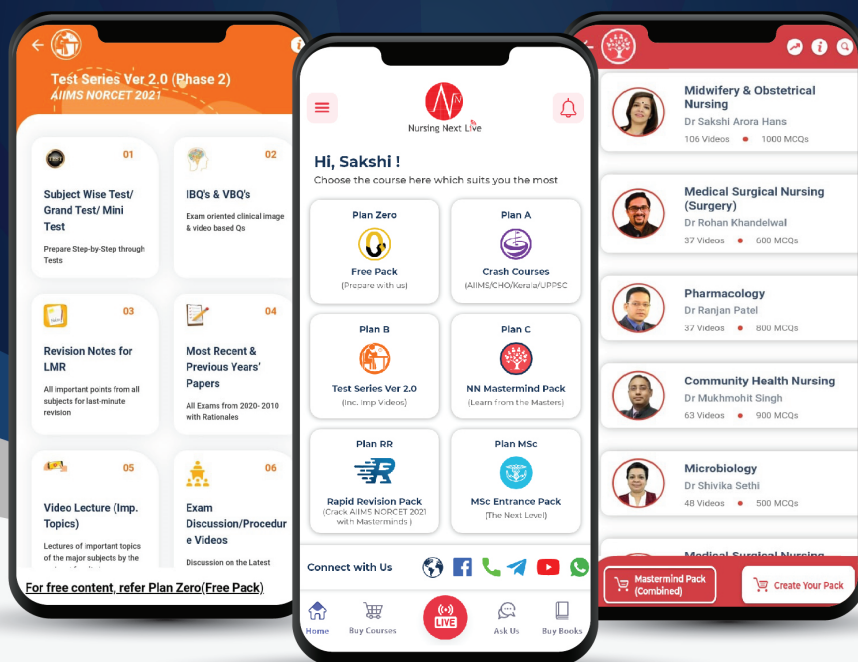 Test Series Ver 2.0 (Phase 2)
AIIMS NORCET 2021
TEST
01
Subject Wise Test/
Grand Test/ Mini
Test
Prepare Step-by-Step through
Tests
02
IBQ's & VBQ's
Exam oriented clinical image
& video based Qs
03
Revision Notes for
LMR
All important points from all
subjects for last-minute
revision
04
Most Recent &
Previous Years'
Papers
All Exams from 2020- 2010
with Rationales
05
Video Lecture (Imp.
Topics)
Lectures of important topics
of the major subjects by the
06
Exam
Discussion/Procedur
e Videos
Discussion on the Latest
For free content, refer Plan Zero(Free Pack)
Nursing Next Live
Hi, Sakshi !
Choose the course here which suits you the most
Plan Zero
Free Pack
(Prepare with us)
Plan A
Crash Courses
(AIIMS/CHO/Kerala/UPPSC
Plan B
Test Series Ver 2.0
(Inc. Imp Videos)
Plan C
NN Mastermind Pack
(Learn from the Masters)
Plan RR
R
Rapid Revision Pack
(Crack AIIMS NORCET 2021
with Masterminds )
Plan MSc
MSc Entrance Pack
(The Next Level)
Connect with Us
Home
Buy Courses
LIVE
Ask Us
Buy Books
Midwifery & Obstetrical
Nursing
Dr Sakshi Arora Hans
106 Videos • 1000 MCQs
Medical Surgical Nursing
(Surgery)
Dr Rohan Khandelwal
37 Videos • 600 MCQs
Pharmacology
Dr Ranjan Patel
37 Videos • 800 MCQs
Community Health Nursing
Dr Mukhmohit Singh
63 Videos • 900 MCQs
Microbiology
Dr Shivika Sethi
48 Videos • 500 MCQs
Medical Surgical Nursing
Mastermind Pack
(Combined)
Create Your Pack